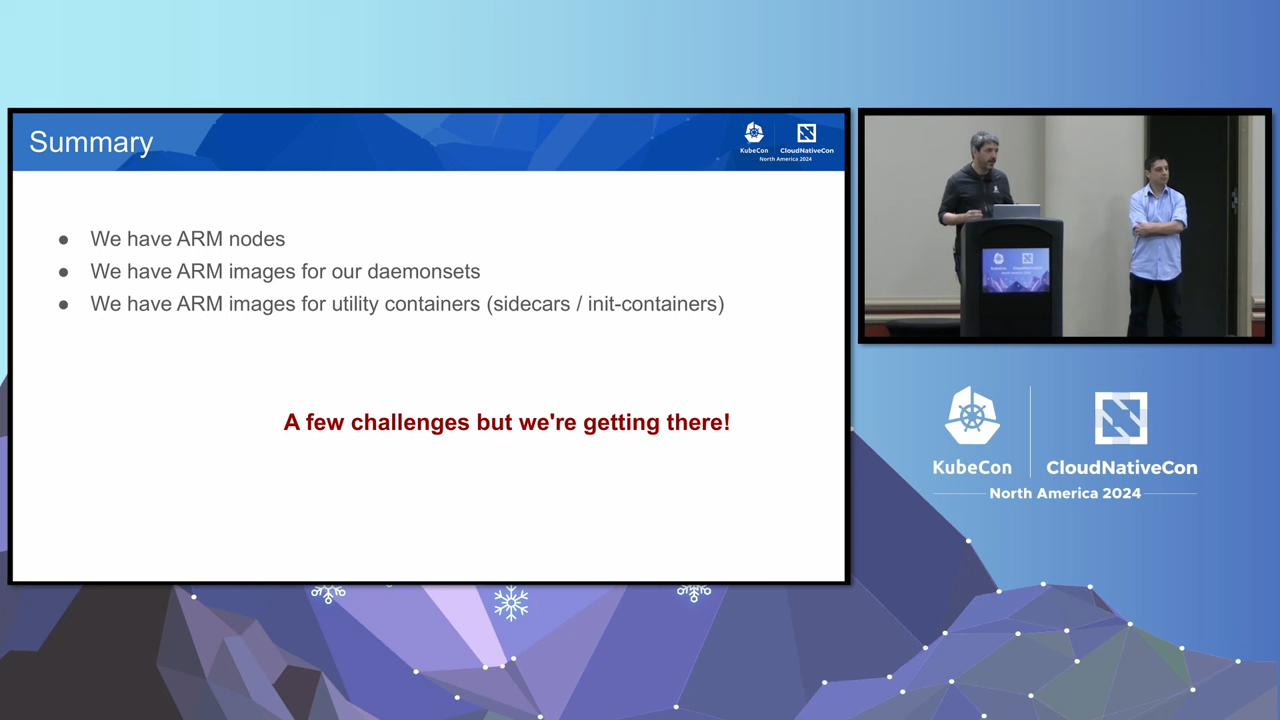 Summary
KubeCon
CloudNativeCon
North America 2024
● We have ARM nodes
● We have ARM images for our daemonsets
● We have ARM images for utility containers (sidecars / init-containers)
A few challenges but we're getting there!
KubeCon
CloudNativeCon
North America 2024